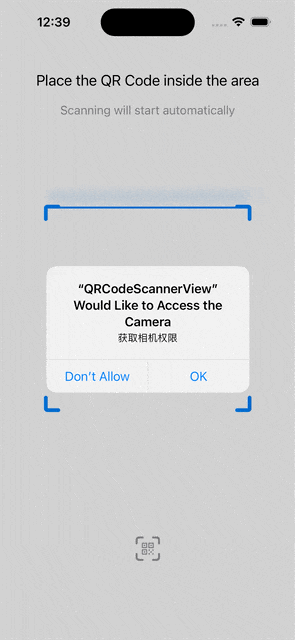 12:39
Place the QR Code inside the area
Scanning will start automatically
“QRCodeScannerView”
Would Like to Access the
Camera
获取相机权限
Don’t Allow
OK